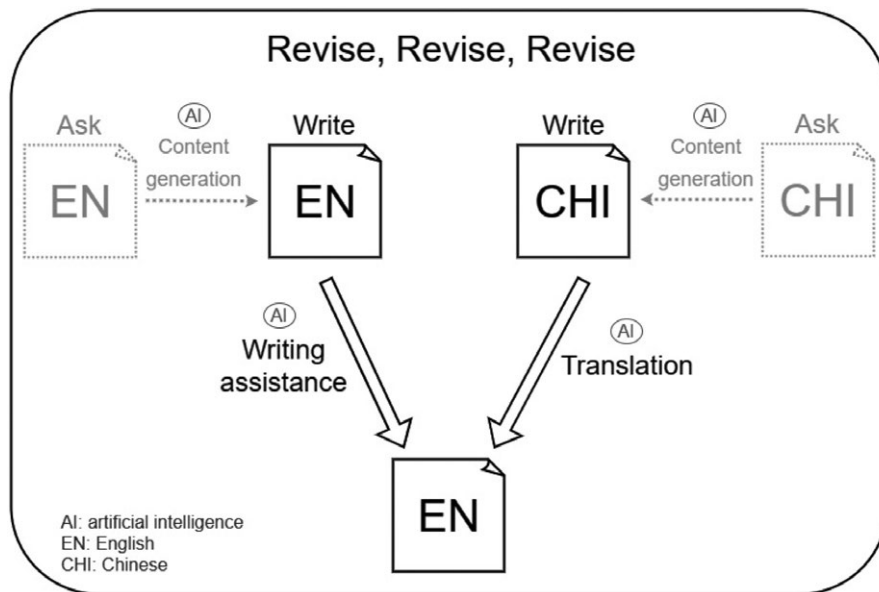 Revise, Revise, Revise
Ask
EN
AI
Content
generation
Write
EN
Write
CHI
AI
Content
generation
Ask
CHI
AI
Writing
assistance
AI
Translation
EN
AI: artificial intelligence
EN: English
CHI: Chinese